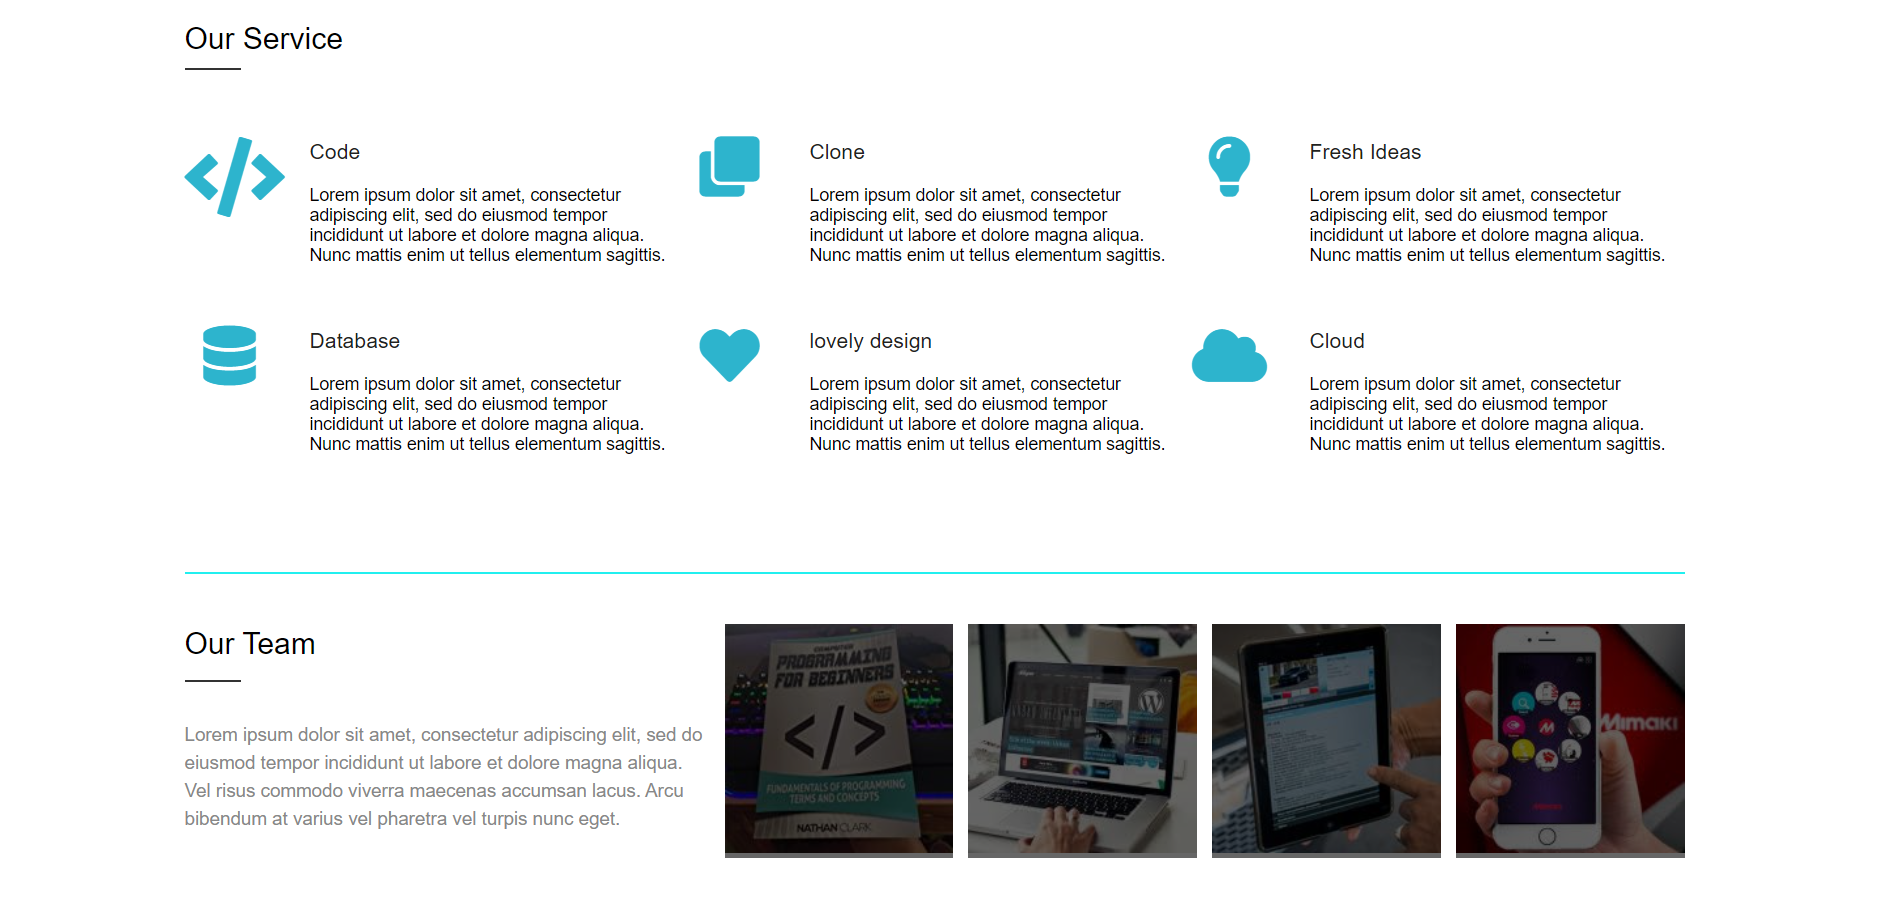 Our Service
Code
Lorem ipsum dolor sit amet, consectetur
adipiscing elit, sed do eiusmod tempor
incididunt ut labore et dolore magna aliqua.
Nunc mattis enim ut tellus elementum sagittis.
Clone
Lorem ipsum dolor sit amet, consectetur
adipiscing elit, sed do eiusmod tempor
incididunt ut labore et dolore magna aliqua.
Nunc mattis enim ut tellus elementum sagittis.
Fresh Ideas
Lorem ipsum dolor sit amet, consectetur
adipiscing elit, sed do eiusmod tempor
incididunt ut labore et dolore magna aliqua.
Nunc mattis enim ut tellus elementum sagittis.
Database
Lorem ipsum dolor sit amet, consectetur
adipiscing elit, sed do eiusmod tempor
incididunt ut labore et dolore magna aliqua.
Nunc mattis enim ut tellus elementum sagittis.
lovely design
Lorem ipsum dolor sit amet, consectetur
adipiscing elit, sed do eiusmod tempor
incididunt ut labore et dolore magna aliqua.
Nunc mattis enim ut tellus elementum sagittis.
Cloud
Lorem ipsum dolor sit amet, consectetur
adipiscing elit, sed do eiusmod tempor
incididunt ut labore et dolore magna aliqua.
Nunc mattis enim ut tellus elementum sagittis.
Our Team
Lorem ipsum dolor sit amet, consectetur adipiscing elit, sed do
eiusmod tempor incididunt ut labore et dolore magna aliqua.
Vel risus commodo viverra maecenas accumsan lacus. Arcu
bibendum at varius vel pharetra vel turpis nunc eget.
COMPUTER
PROGRAMMING
FOR BEGINNERS
</>
FUNDAMENTALS OF PROGRAMMING
TERMS AND CONCEPTS
NATHAN CLARK
Mimaki